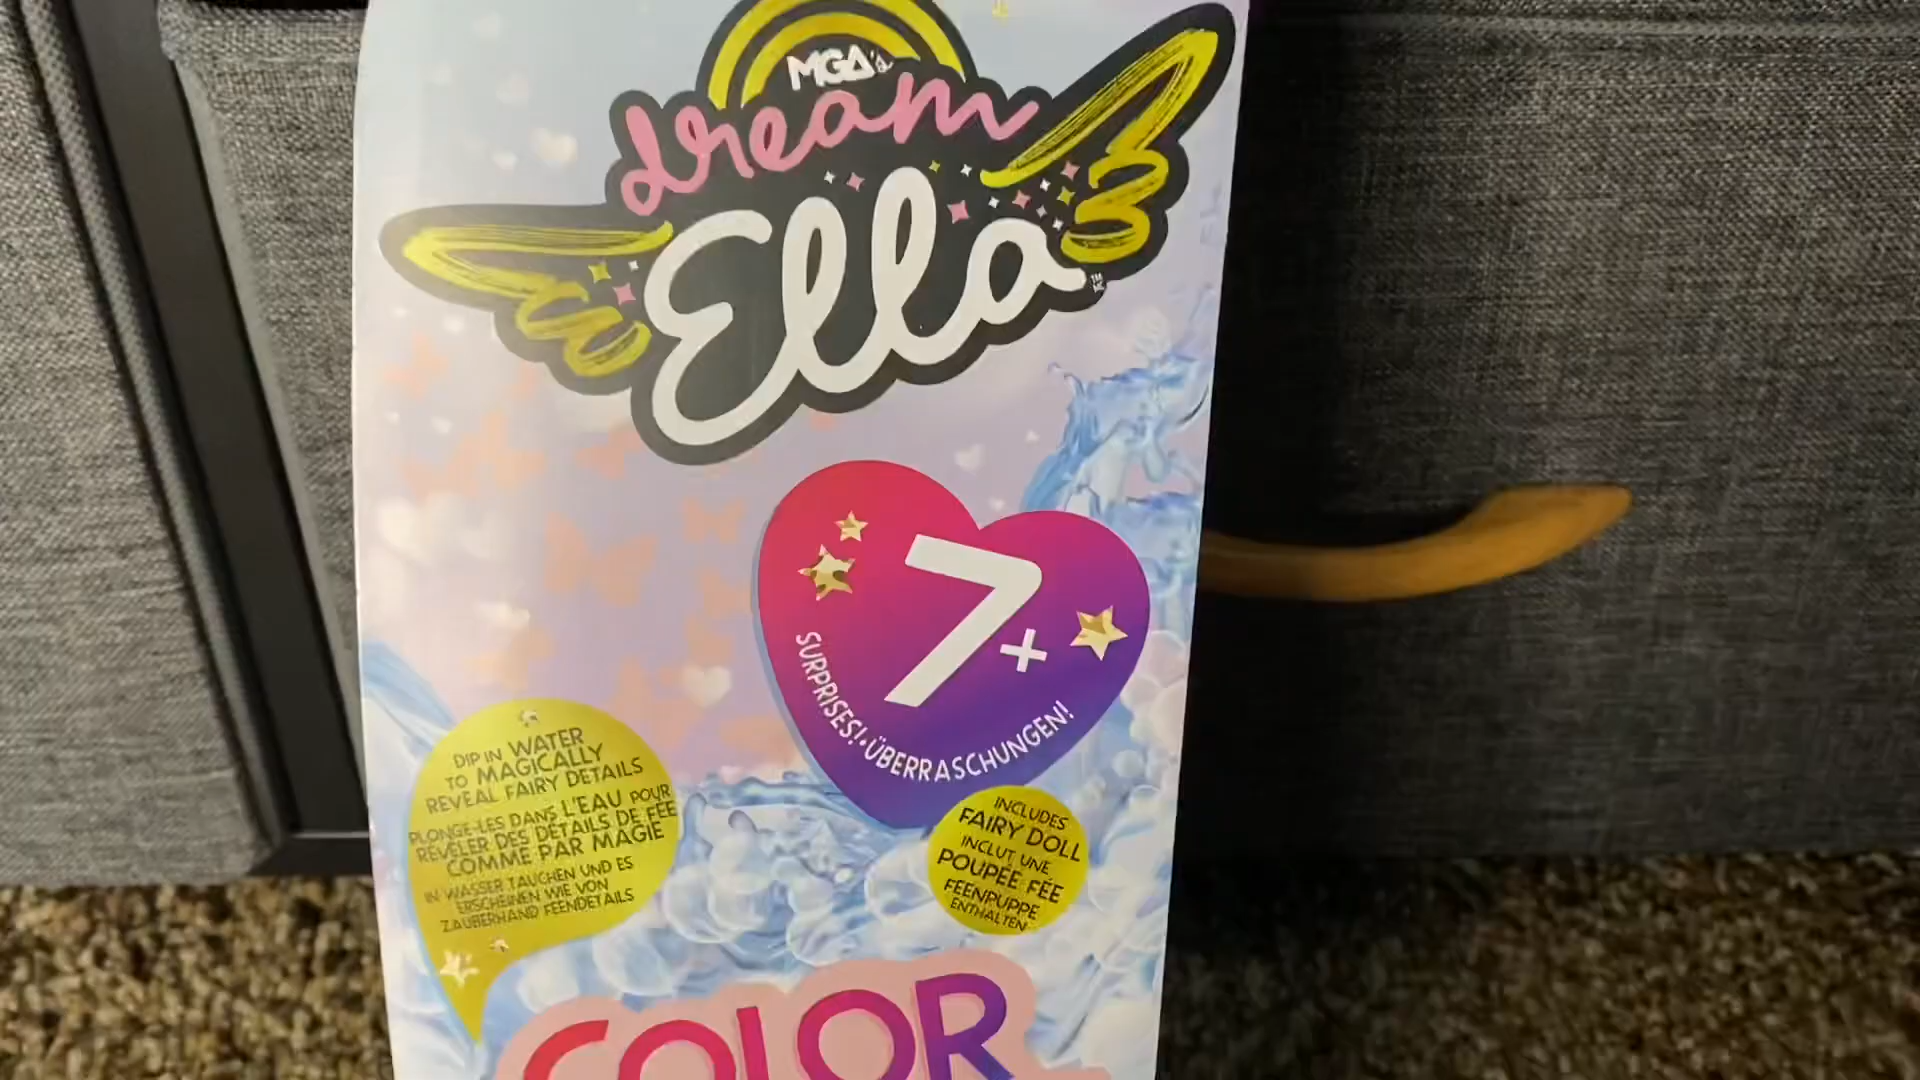 MGA's
dream
Ella
7+
SURPRISES! • ÜBERRASCHUNGEN!
DIP IN WATER
TO MAGICALLY
REVEAL FAIRY DETAILS
PLONGE-LES DANS L'EAU POUR
RÉVÉLER DES DÉTAILS DE FÉE
COMME PAR MAGIE
IN WASSER TAUCHEN UND ES
ERSCHEINEN WIE VON
ZAUBERHAND FEENDETAILS
INCLUDES
FAIRY DOLL
INCLUT UNE
POUPÉE FÉE
FEENPUPPE
ENTHALTEN
COLOR